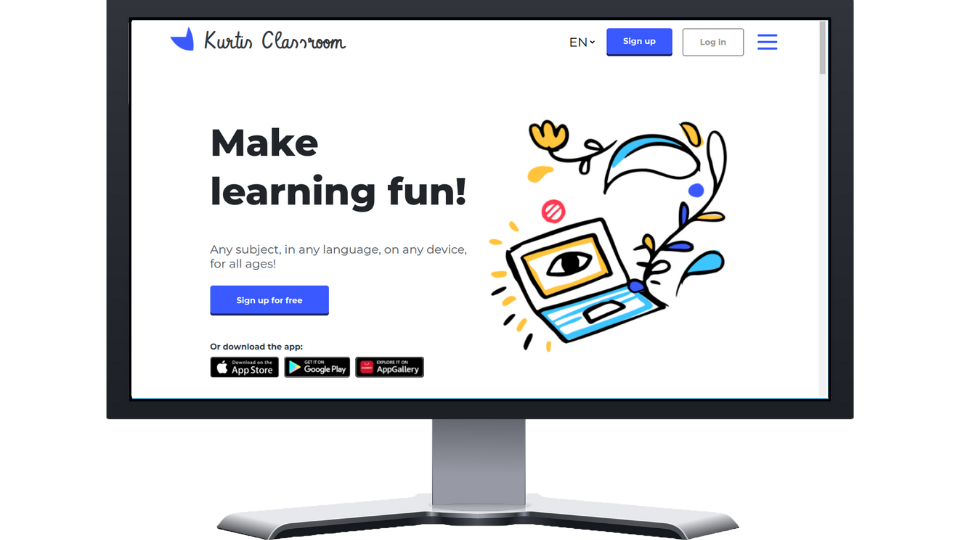 Kurtis Classroom
EN
Sign up
Log in
Make
learning fun!
Any subject, in any language, on any device,
for all ages!
Sign up for free
Or download the app:
Download on the
App Store
GET IT ON
Google Play
EXPLORE IT ON
AppGallery